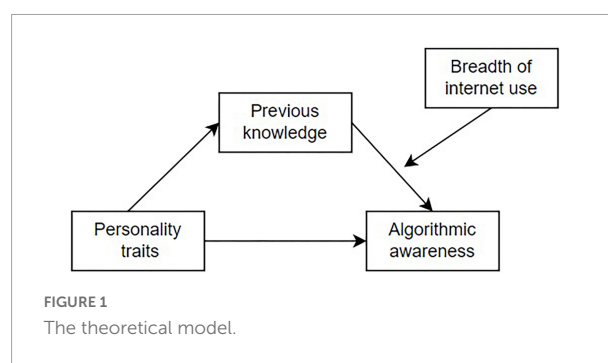 Breadth of
internet use
Previous
knowledge
Personality
traits
Algorithmic
awareness
FIGURE 1
The theoretical model.